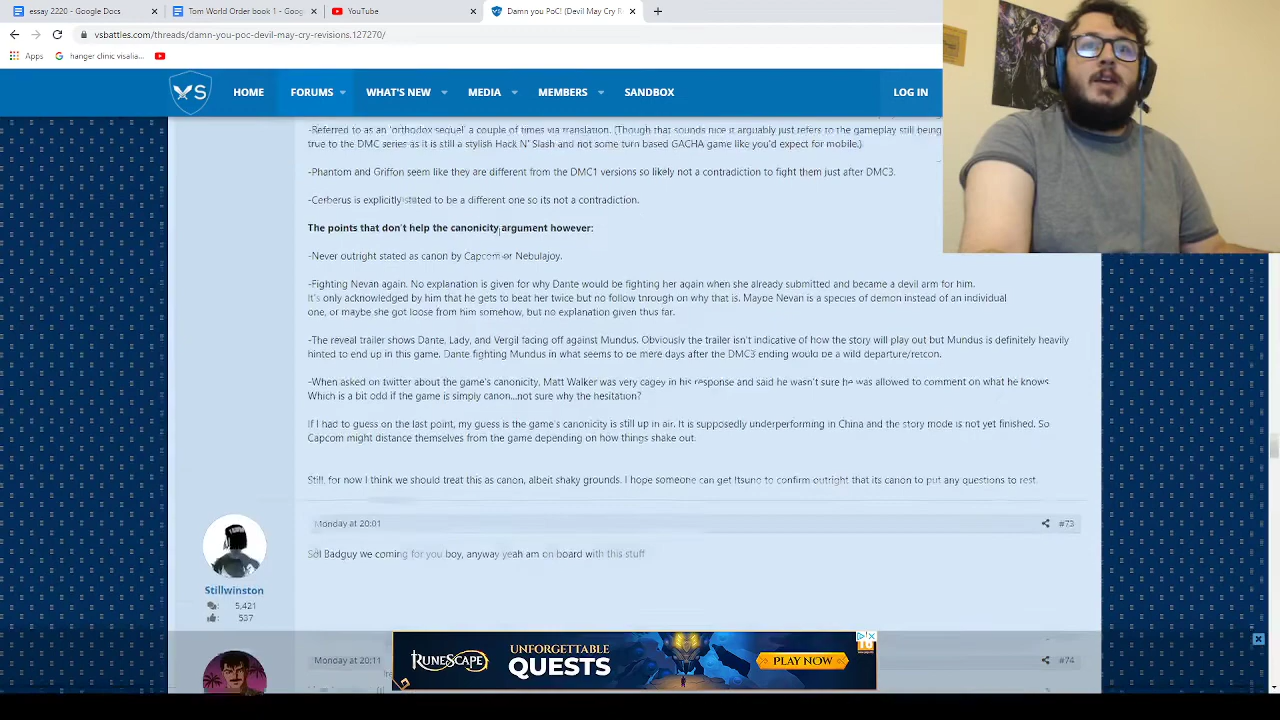 essay 2220 - Google Docs
Tom World Order book 1 - Goog
YouTube
Damn you PoC! (Devil May Cry R
vsbattles.com/threads/damn-you-poc-devil-may-cry-revisions.127270/
Apps
hanger clinic visalia...
VS
HOME
FORUMS
WHAT'S NEW
MEDIA
MEMBERS
SANDBOX
LOG IN
-Referred to as an 'orthodox sequel' a couple of times via translation. (Though that sounds nice it arguably just refers to the gameplay still being
true to the DMC series as it is still a stylish Hack N' Slash and not some turn based GACHA game like you'd expect for mobile.)
-Phantom and Griffon seem like they are different from the DMC1 versions so likely not a contradiction to fight them just after DMC3.
-Cerberus is explicitly stated to be a different one so its not a contradiction.
The points that don't help the canonicity argument however:
-Never outright stated as canon by Capcom or Nebulajoy.
-Fighting Nevan again. No explanation is given for why Dante would be fighting her again when she already submitted and became a devil arm for him.
It's only acknowledged by him that he gets to beat her twice but no follow through on why that is. Maybe Nevan is a species of demon instead of an individual
one, or maybe she got loose from him somehow, but no explanation given thus far.
-The reveal trailer shows Dante, Lady, and Vergil facing off against Mundus. Obviously the trailer isn't indicative of how the story will play out but Mundus is definitely heavily
hinted to end up in this game. Dante fighting Mundus in what seems to be mere days after the DMC3 ending would be a wild departure/retcon.
-When asked on twitter about the game's canonicity, Matt Walker was very cagey in his response and said he wasn't sure he was allowed to comment on what he knows.
Which is a bit odd if the game is simply canon...not sure why the hesitation?
If I had to guess on the last point, my guess is the game's canonicity is still up in air. It is supposedly underperforming in China and the story mode is not yet finished. So
Capcom might distance themselves from the game depending on how things shake out.
Still, for now I think we should treat this as canon, albeit shaky grounds. I hope someone can get Itsuno to confirm outright that its canon to put any questions to rest.
Monday at 20:01
#73
Sol Badguy we coming for you boy, anyway yeah am on board with this stuff
Stillwinston
5,421
537
Monday at 20:11
#74
RUNESCAPE
UNFORGETTABLE
QUESTS
PLAY NOW